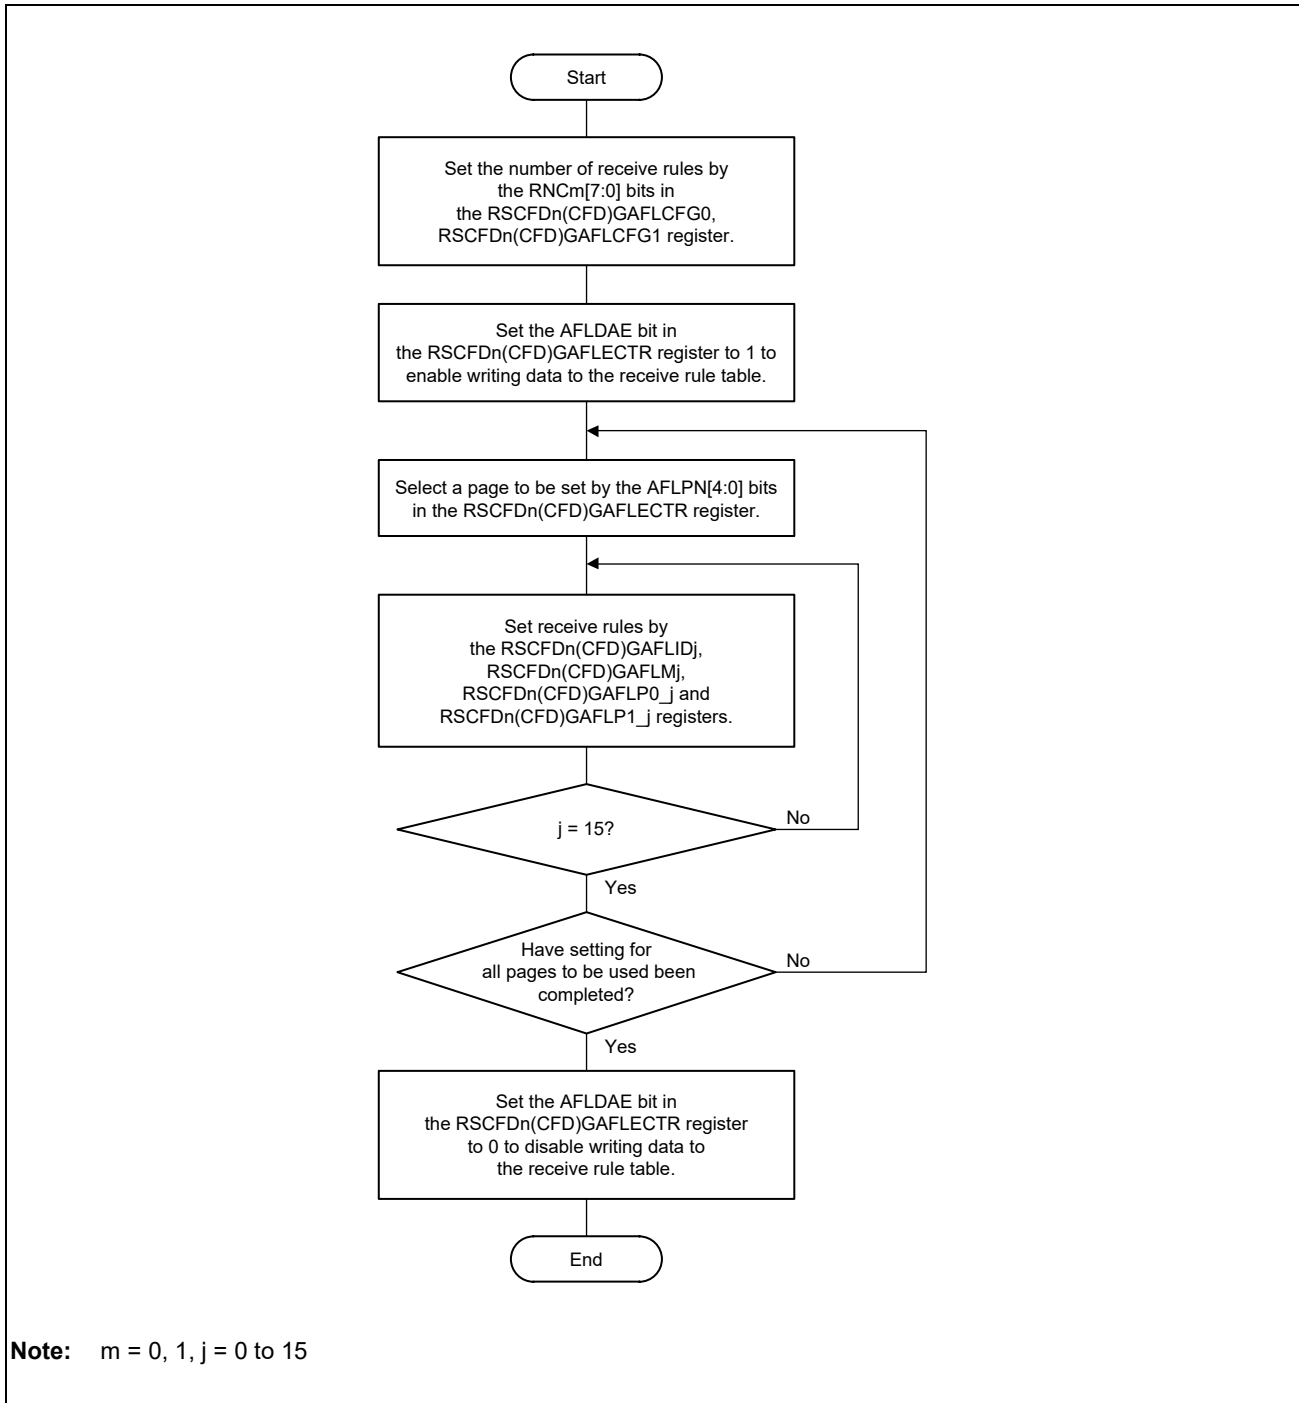 Start
Set the number of receive rules by
the RNCm[7:0] bits in
the RSCFDn(CFD)GAFLCFG0,
RSCFDn(CFD)GAFLCFG1 register.
Set the AFLDAE bit in
the RSCFDn(CFD)GAFLECTR register to 1 to
enable writing data to the receive rule table.
Select a page to be set by the AFLPN[4:0] bits
in the RSCFDn(CFD)GAFLECTR register.
Set receive rules by
the RSCFDn(CFD)GAFLIDj,
RSCFDn(CFD)GAFLMj,
RSCFDn(CFD)GAFLP0_j and
RSCFDn(CFD)GAFLP1_j registers.
j = 15?
No
Yes
Have setting for
all pages to be used been
completed?
No
Yes
Set the AFLDAE bit in
the RSCFDn(CFD)GAFLECTR register
to 0 to disable writing data to
the receive rule table.
End
Note: m = 0, 1, j = 0 to 15